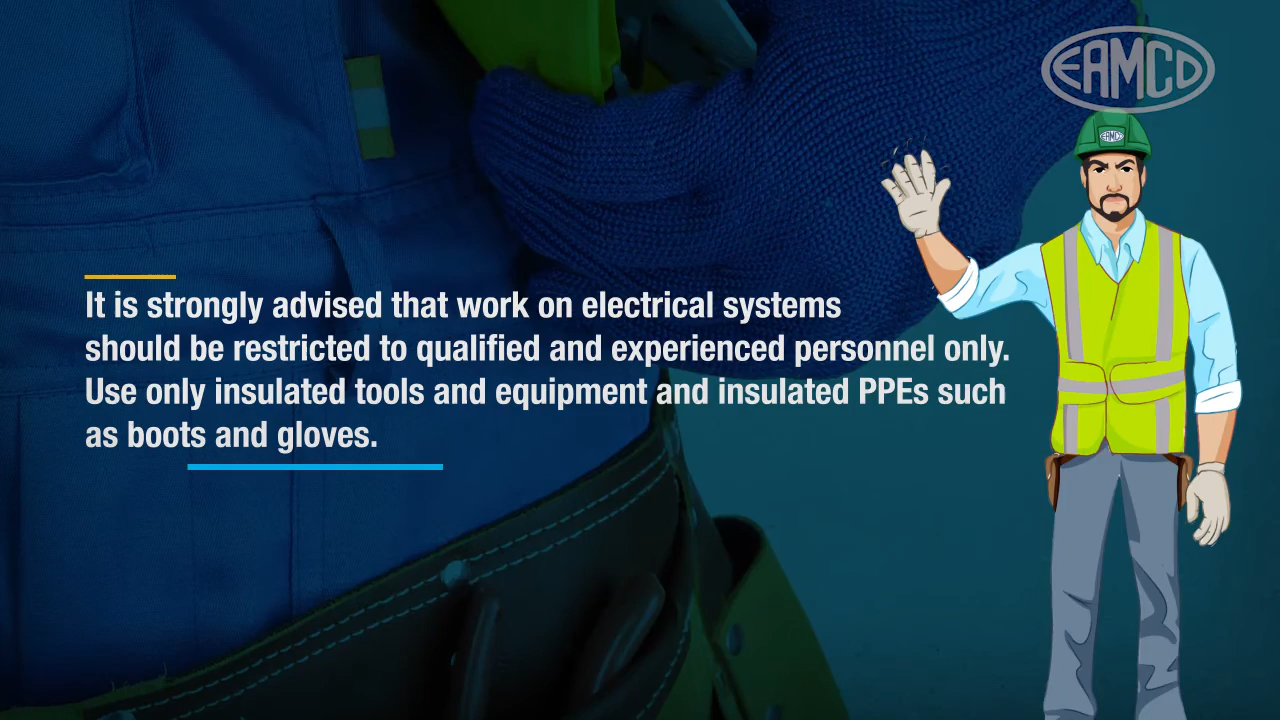 EAMCO
EAMCO
It is strongly advised that work on electrical systems
should be restricted to qualified and experienced personnel only.
Use only insulated tools and equipment and insulated PPEs such
as boots and gloves.